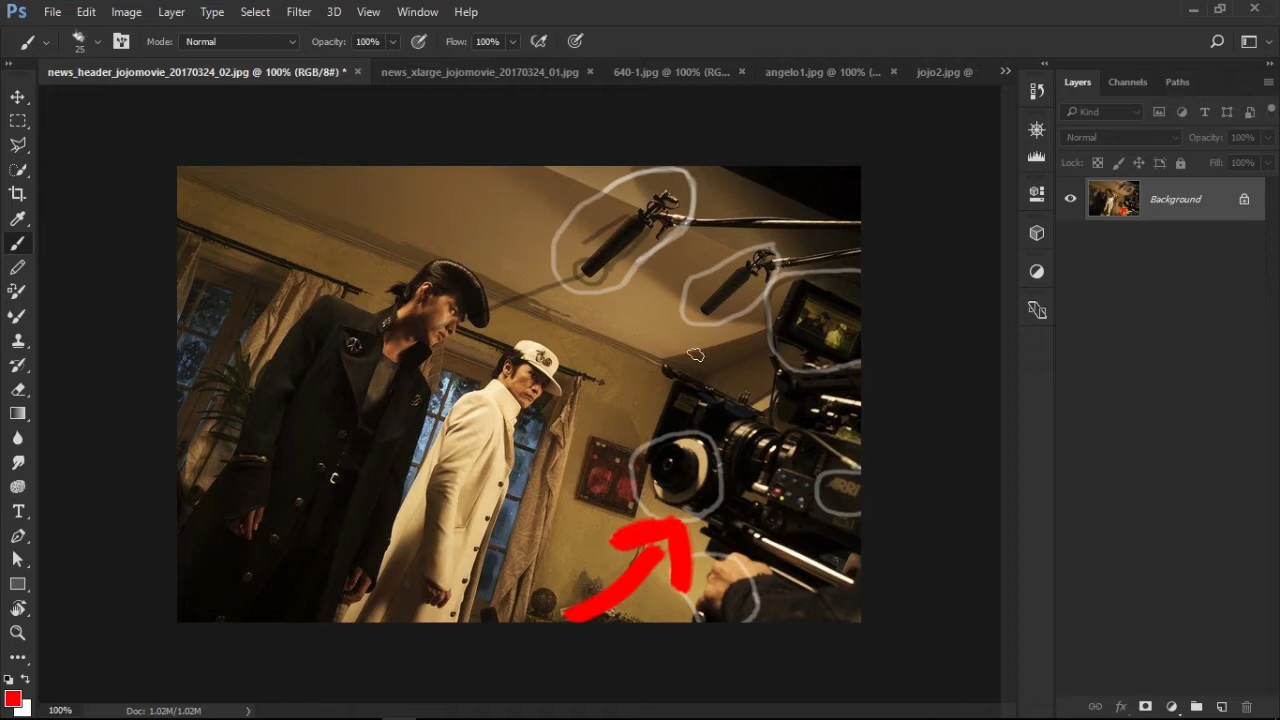 Ps File Edit Image Layer Type Select Filter 3D View Window Help
25 Mode: Normal Opacity: 100% Flow: 100%
news_header_jojomovie_20170324_02.jpg @ 100% (RGB/8#) * × news_xlarge_jojomovie_20170324_01.jpg × 640-1.jpg @ 100% (RG... × angelo1.jpg @ 100% (... × jojo2.jpg @
Layers Channels Paths
Kind
Normal Opacity: 100%
Lock: Fill: 100%
Background
ARRI
100% Doc: 1.02M/1.02M